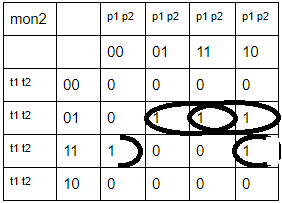 mon2 p1 p2 p1 p2 p1 p2 p1 p2
00 01 11 10
t1 t2 00 0 0 0 0
t1 t2 01 0 1 1 1
t1 t2 11 1 0 0 1
t1 t2 10 0 0 0 0